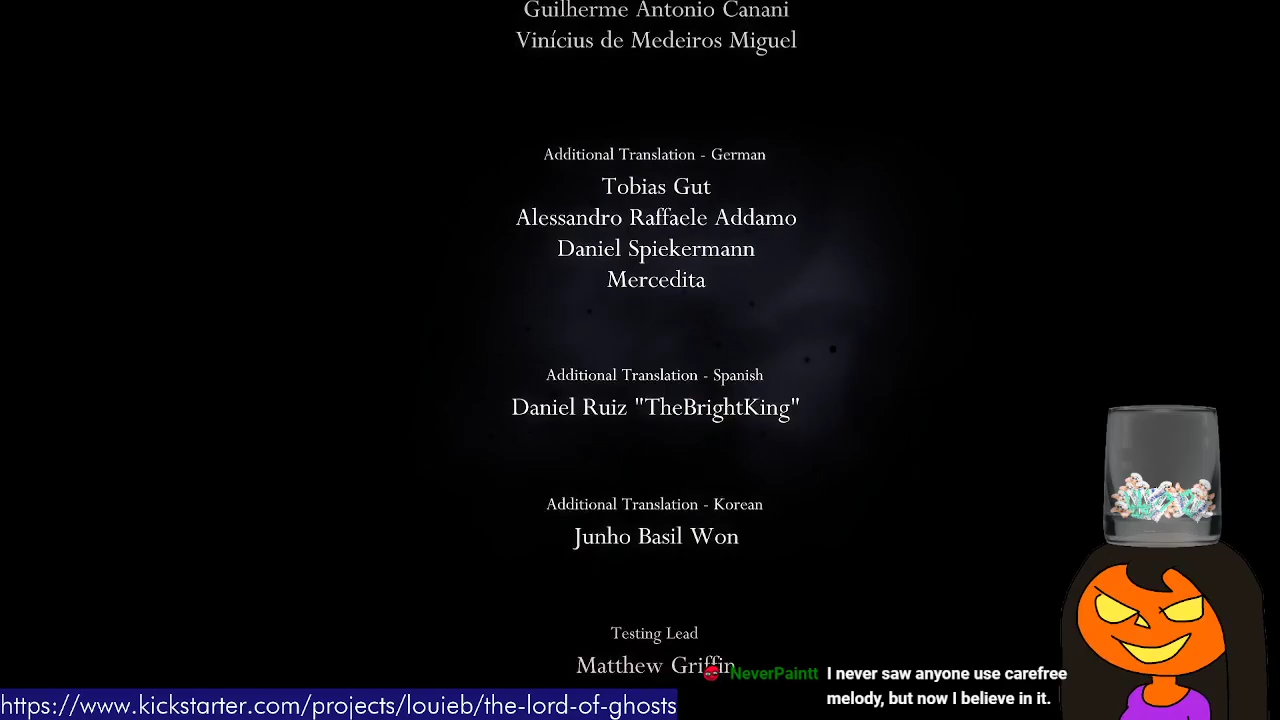 Guilherme Antonio Canani
Vinícius de Medeiros Miguel
Additional Translation - German
Tobias Gut
Alessandro Raffaele Addamo
Daniel Spiekermann
Mercedita
Additional Translation - Spanish
Daniel Ruiz "TheBrightKing"
Additional Translation - Korean
Junho Basil Won
Testing Lead
Matthew Griffin
NeverPaintt I never saw anyone use carefree
melody, but now I believe in it.
https://www.kickstarter.com/projects/louieb/the-lord-of-ghosts